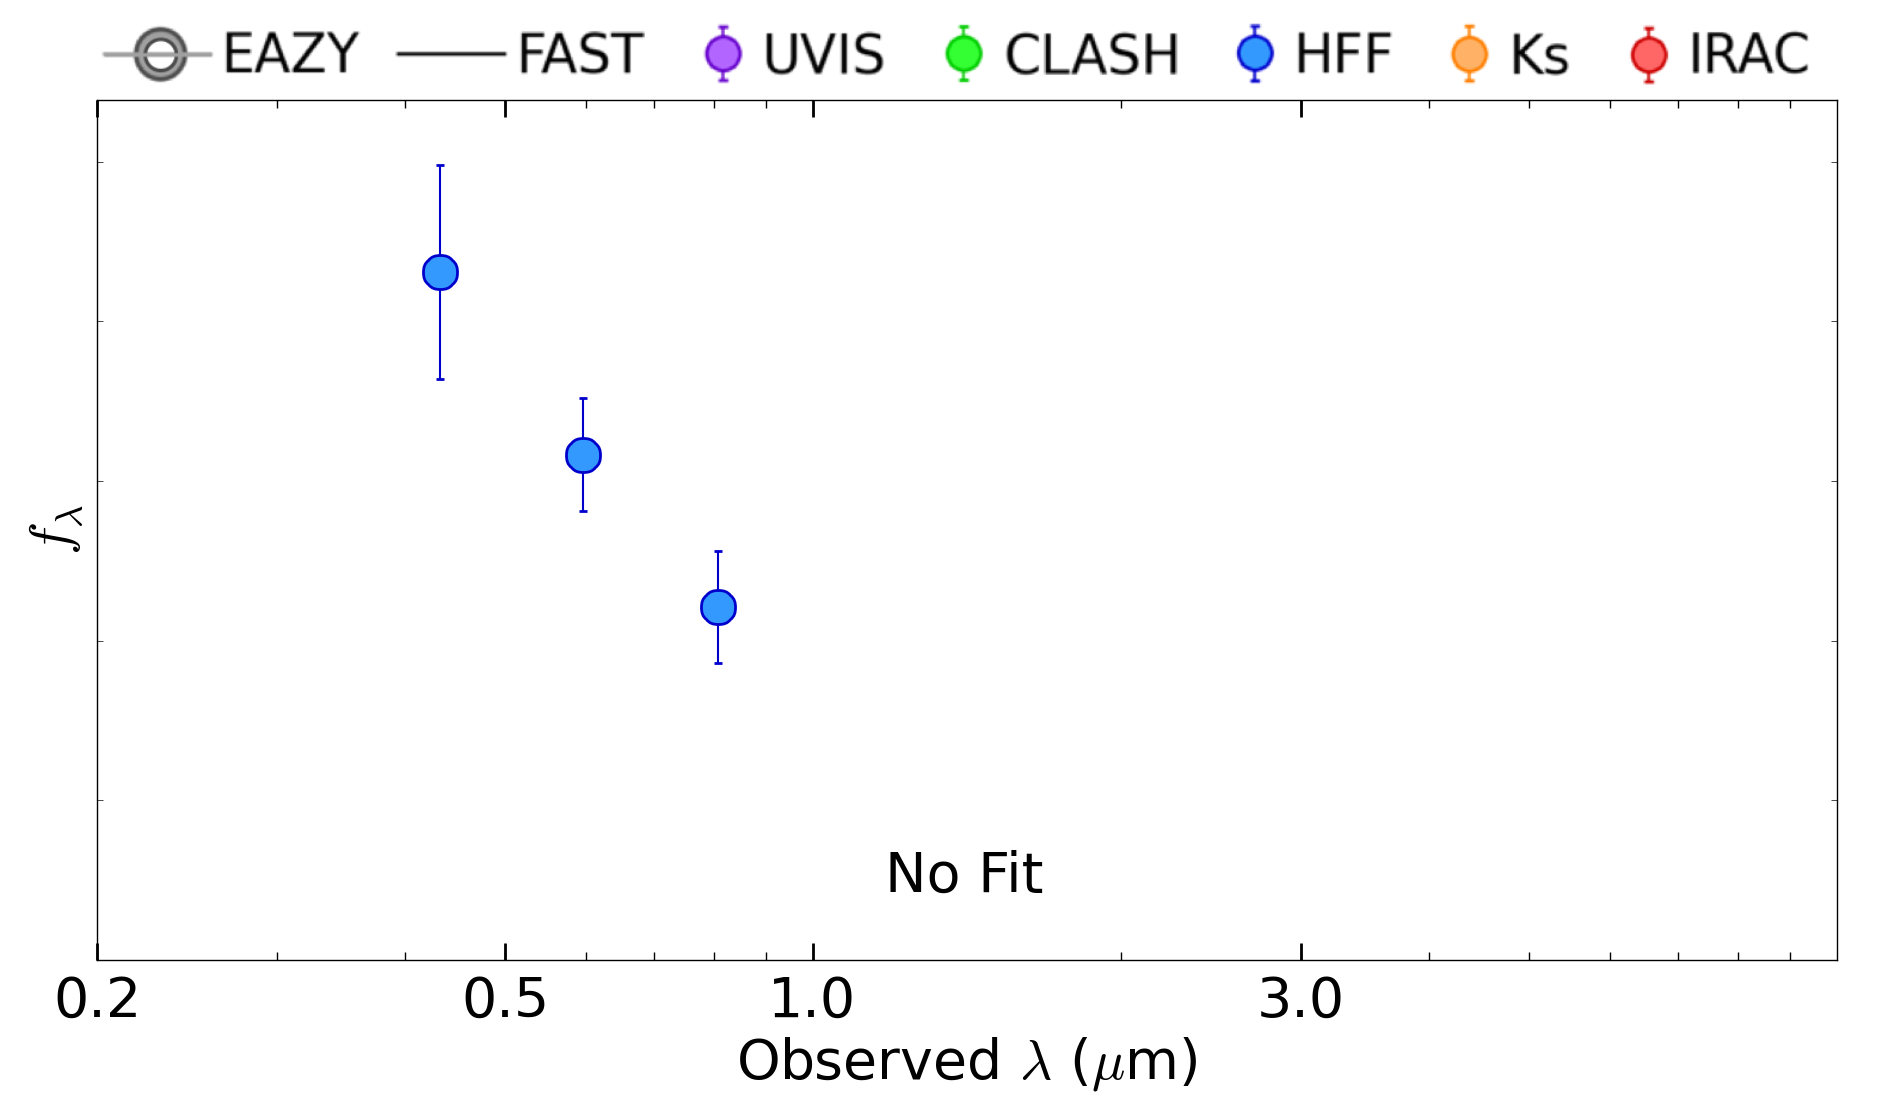 EAZY FAST UVIS CLASH HFF Ks IRAC
f_λ
No Fit
0.2 0.5 1.0 3.0
Observed λ (μm)